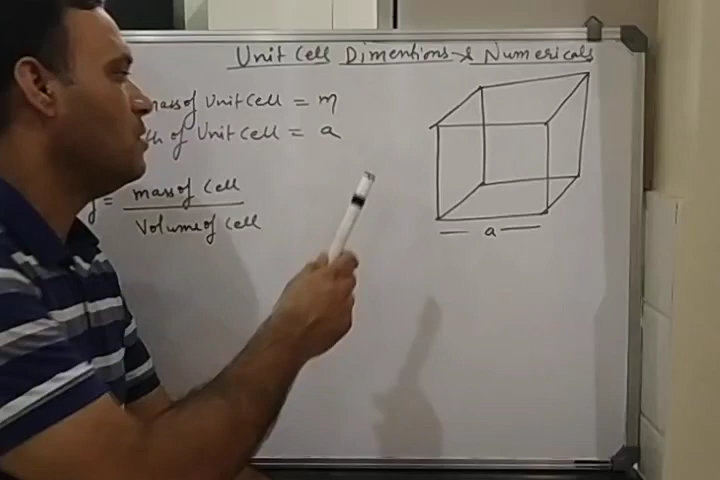 Unit Cell Dimentions & Numericals
mass of Unit Cell = m
of Unit Cell = a
= mass of Cell
Volume of Cell
a